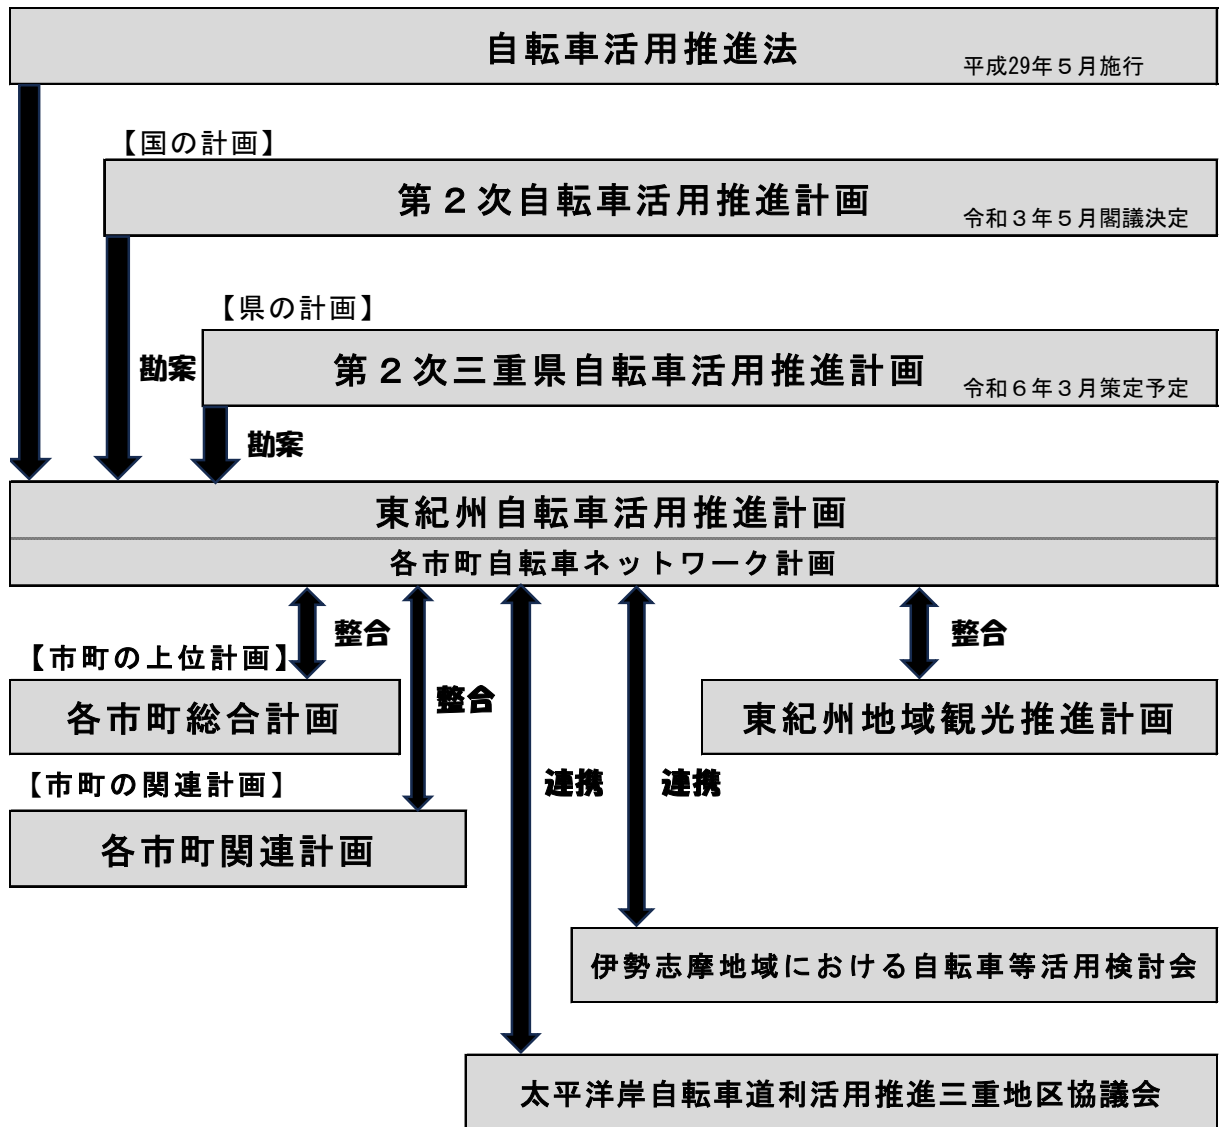 自転車活用推進法
平成29年５月施行
【国の計画】
第２次自転車活用推進計画
令和３年５月閣議決定
【県の計画】
第２次三重県自転車活用推進計画
令和６年３月策定予定
勘案
勘案
東紀州自転車活用推進計画
各市町自転車ネットワーク計画
整合
整合
【市町の上位計画】
整合
各市町総合計画
東紀州地域観光推進計画
【市町の関連計画】
連携
連携
各市町関連計画
伊勢志摩地域における自転車等活用検討会
太平洋岸自転車道利活用推進三重地区協議会